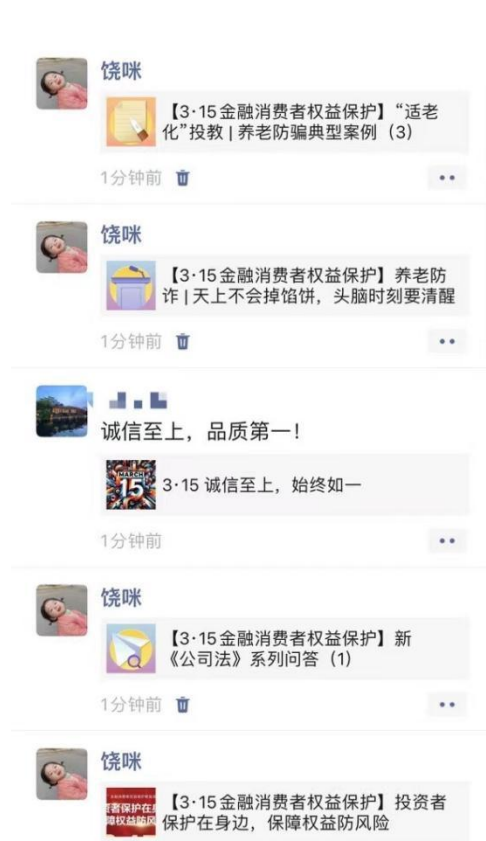 饶咪
【3·15金融消费者权益保护】“适老
化”投教 | 养老防骗典型案例（3）
1分钟前
饶咪
【3·15金融消费者权益保护】养老防
诈 | 天上不会掉馅饼，头脑时刻要清醒
1分钟前
诚信至上，品质第一！
MARCH
15
3·15 诚信至上，始终如一
1分钟前
饶咪
【3·15金融消费者权益保护】新
《公司法》系列问答（1）
1分钟前
饶咪
【3·15金融消费者权益保护】投资者
保护在身边，保障权益防风险